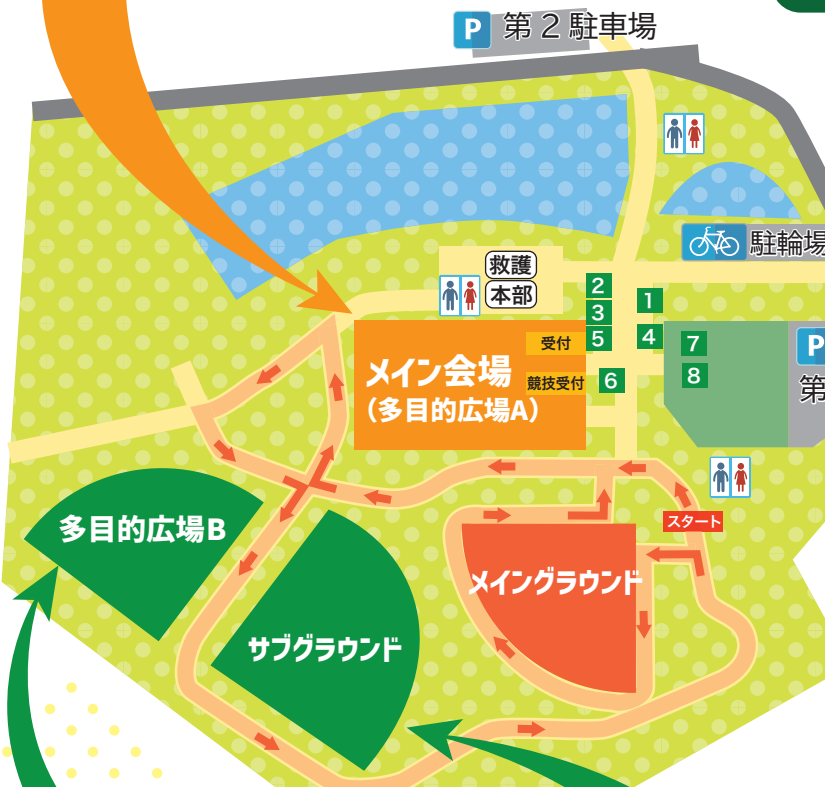 P 第2駐車場
駐輪場
救護
本部
2
1
3
受付
5
4
7
P
メイン会場
競技受付
6
8
第
(多目的広場A)
スタート
多目的広場B
メイングラウンド
サブグラウンド